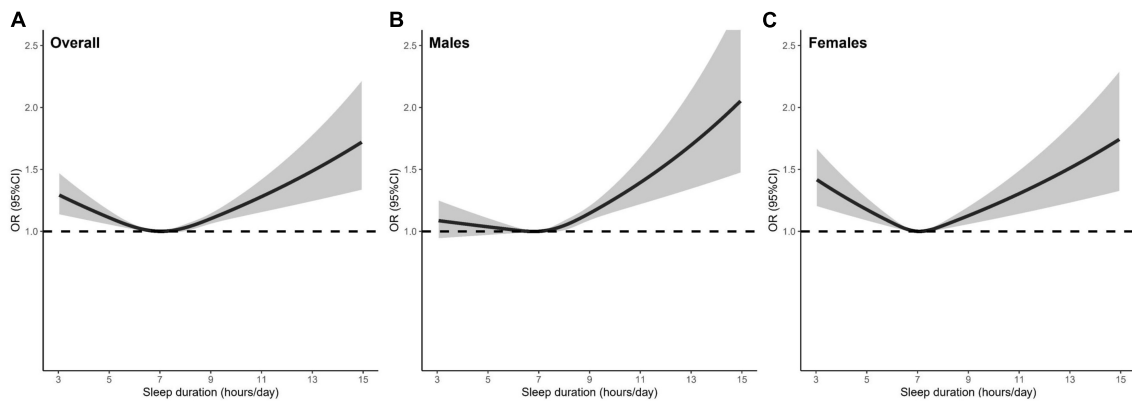 A
Overall
OR (95%CI)
2.5
2.0
1.5
1.0
3 5 7 9 11 13 15
Sleep duration (hours/day)
B
Males
OR (95%CI)
2.5
2.0
1.5
1.0
3 5 7 9 11 13 15
Sleep duration (hours/day)
C
Females
OR (95%CI)
2.5
2.0
1.5
1.0
3 5 7 9 11 13 15
Sleep duration (hours/day)